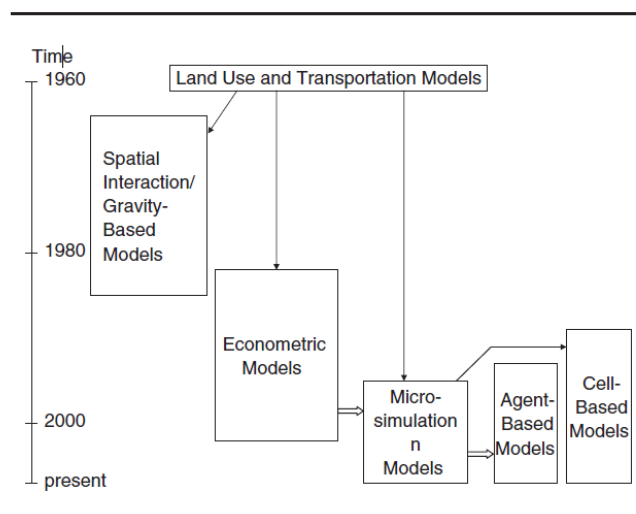 Time
1960
Land Use and Transportation Models
Spatial
Interaction/
Gravity-
Based
Models
1980
Econometric
Models
Micro-
simulation
n
Models
Agent-
Based
Models
Cell-
Based
Models
2000
present